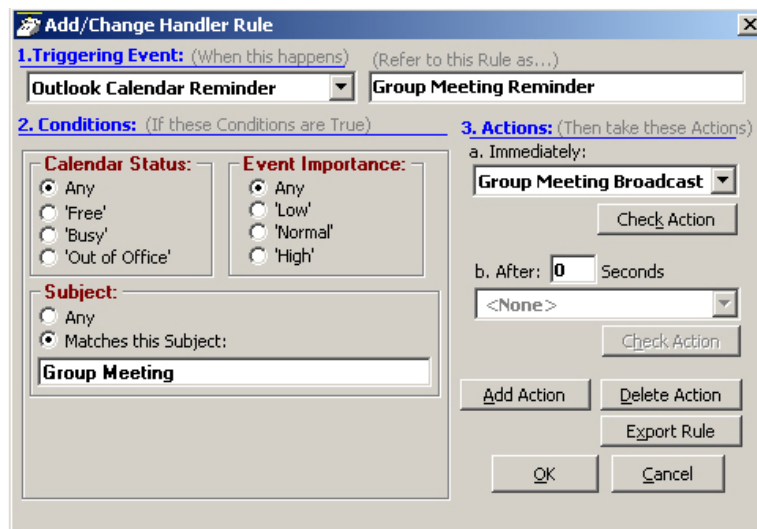 Add/Change Handler Rule
1.Triggering Event: (When this happens)
(Refer to this Rule as...)
Outlook Calendar Reminder
Group Meeting Reminder
2. Conditions: (If these Conditions are True)
Calendar Status:
Any
'Free'
'Busy'
'Out of Office'
Event Importance:
Any
'Low'
'Normal'
'High'
Subject:
Any
Matches this Subject:
Group Meeting
3. Actions: (Then take these Actions)
a. Immediately:
Group Meeting Broadcast
Check Action
b. After: 0 Seconds
<None>
Check Action
Add Action
Delete Action
Export Rule
OK
Cancel